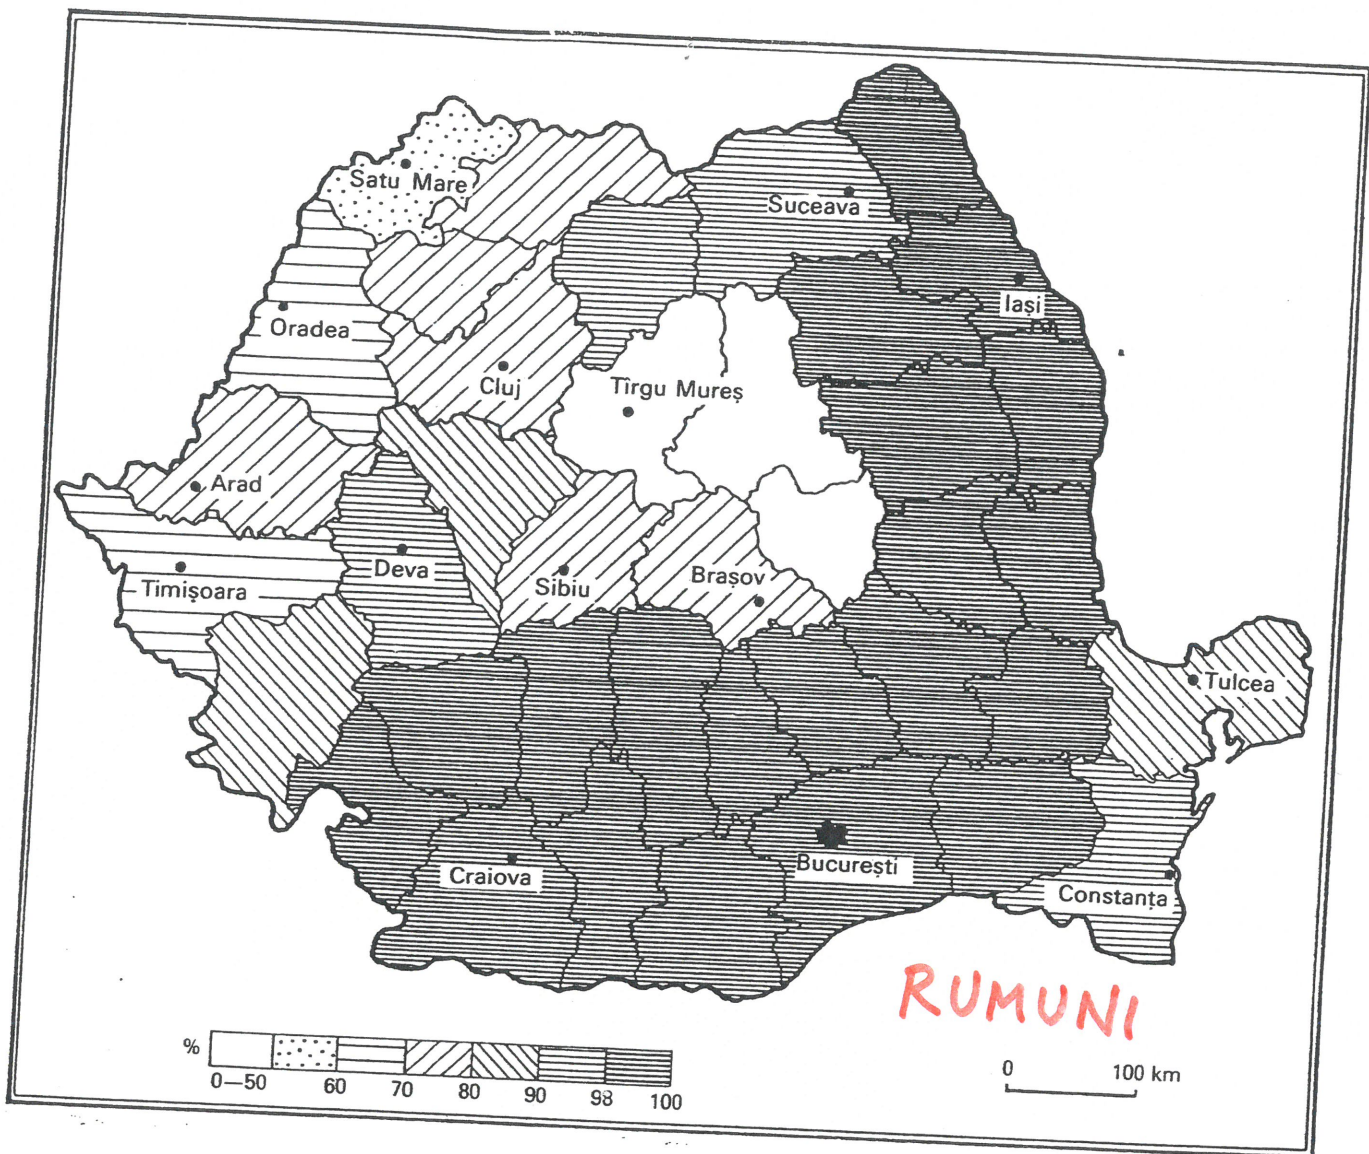 Satu Mare
Suceava
Iași
Oradea
Cluj
Tîrgu Mureș
Arad
Deva
Timișoara
Sibiu
Brașov
Tulcea
București
Craiova
Constanța
RUMUNI
%
0—50 60 70 80 90 98 100
0 100 km